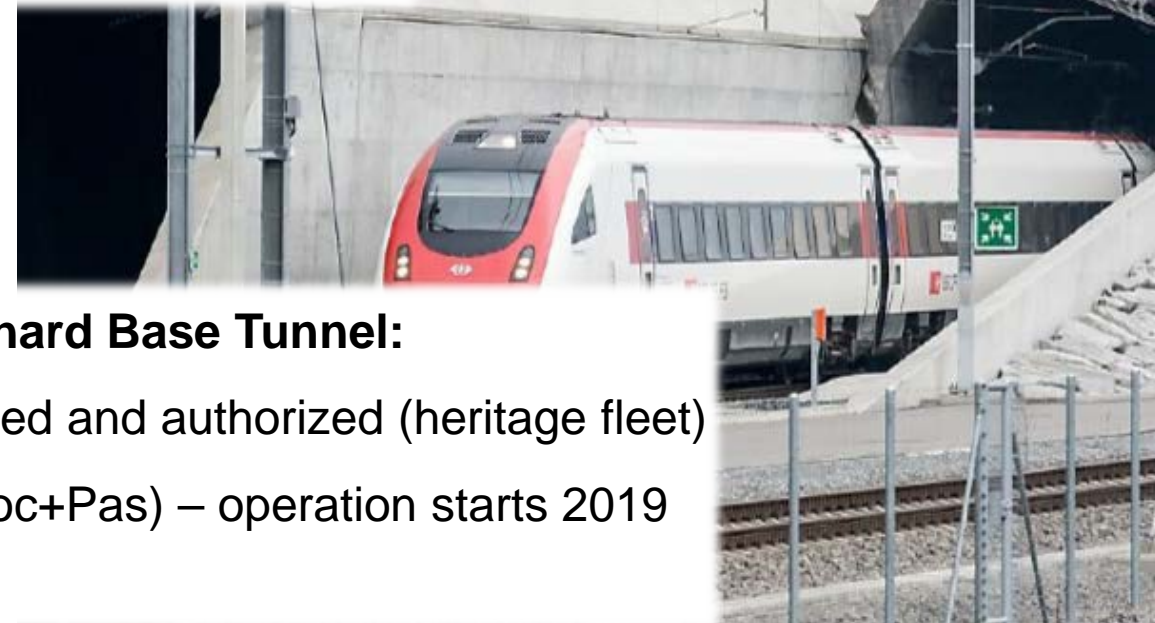 hard Base Tunnel:
ed and authorized (heritage fleet)
oc+Pas) – operation starts 2019